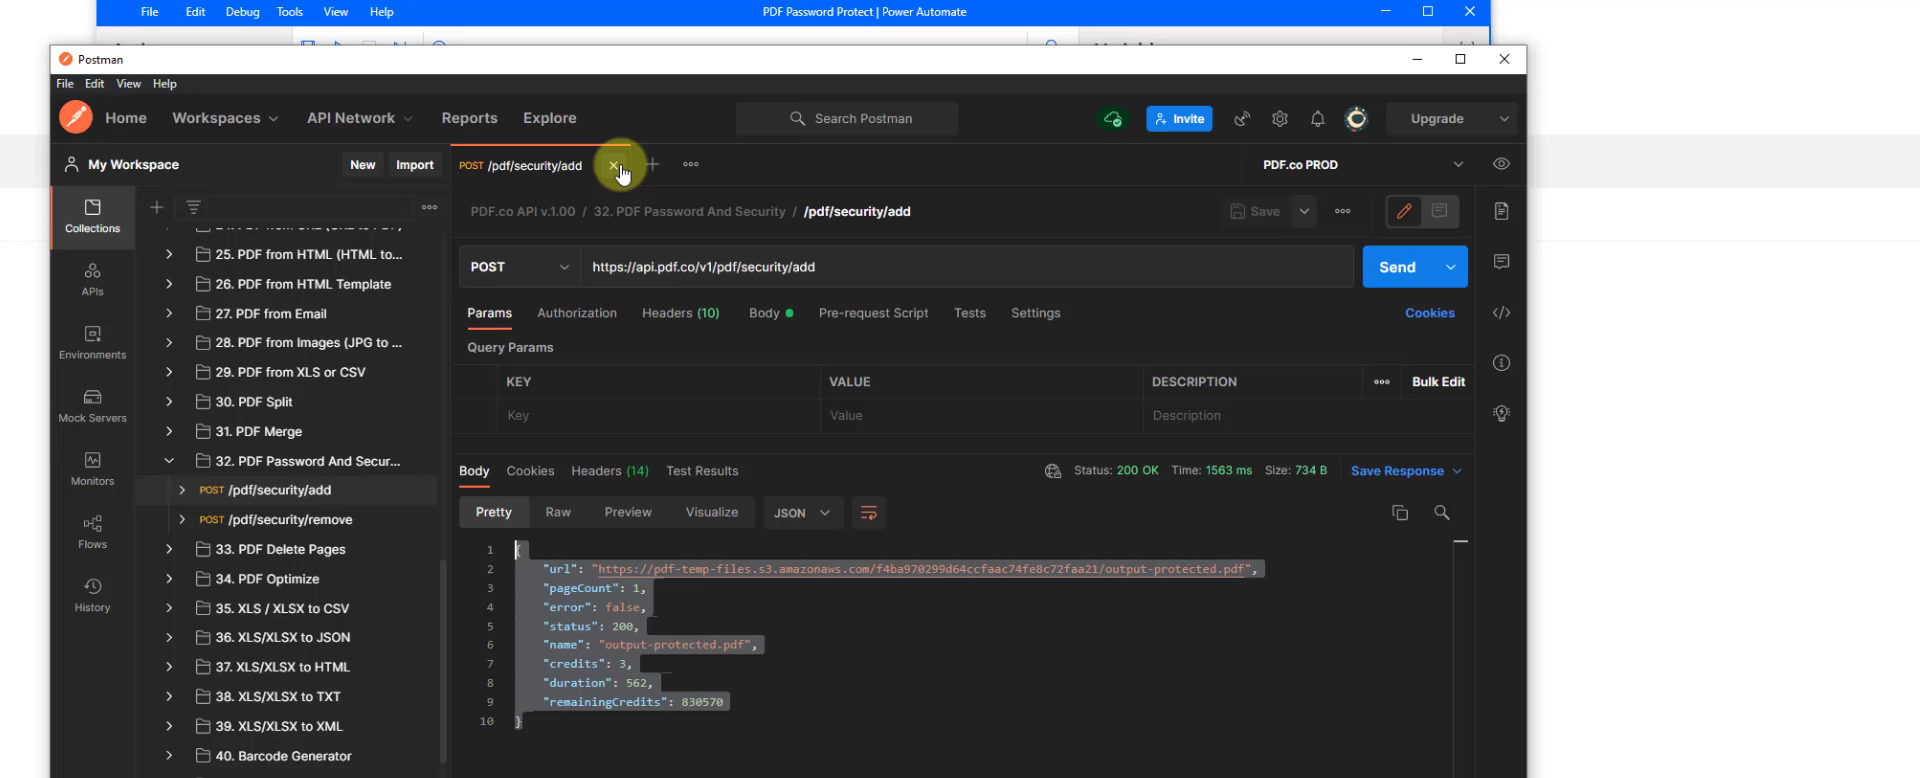 File Edit Debug Tools View Help
PDF Password Protect | Power Automate
Postman
File Edit View Help
Home Workspaces API Network Reports Explore
Search Postman
Invite
Upgrade
My Workspace
New Import
POST /pdf/security/add
PDF.co PROD
Collections
APIs
Environments
Mock Servers
Monitors
Flows
History
25. PDF from HTML (HTML to...
26. PDF from HTML Template
27. PDF from Email
28. PDF from Images (JPG to ...
29. PDF from XLS or CSV
30. PDF Split
31. PDF Merge
32. PDF Password And Secur...
POST /pdf/security/add
POST /pdf/security/remove
33. PDF Delete Pages
34. PDF Optimize
35. XLS / XLSX to CSV
36. XLS/XLSX to JSON
37. XLS/XLSX to HTML
38. XLS/XLSX to TXT
39. XLS/XLSX to XML
40. Barcode Generator
PDF.co API v.1.00 / 32. PDF Password And Security / /pdf/security/add
Save
POST https://api.pdf.co/v1/pdf/security/add
Send
Params Authorization Headers (10) Body Pre-request Script Tests Settings
Cookies
Query Params
KEY VALUE DESCRIPTION
Bulk Edit
Key Value Description
Body Cookies Headers (14) Test Results
Status: 200 OK Time: 1563 ms Size: 734 B
Save Response
Pretty Raw Preview Visualize JSON
1 {
2 "url": "https://pdf-temp-files.s3.amazonaws.com/f4ba970299d64ccfaac74fe8c72faa21/output-protected.pdf",
3 "pageCount": 1,
4 "error": false,
5 "status": 200,
6 "name": "output-protected.pdf",
7 "credits": 3,
8 "duration": 562,
9 "remainingCredits": 830570
10 }